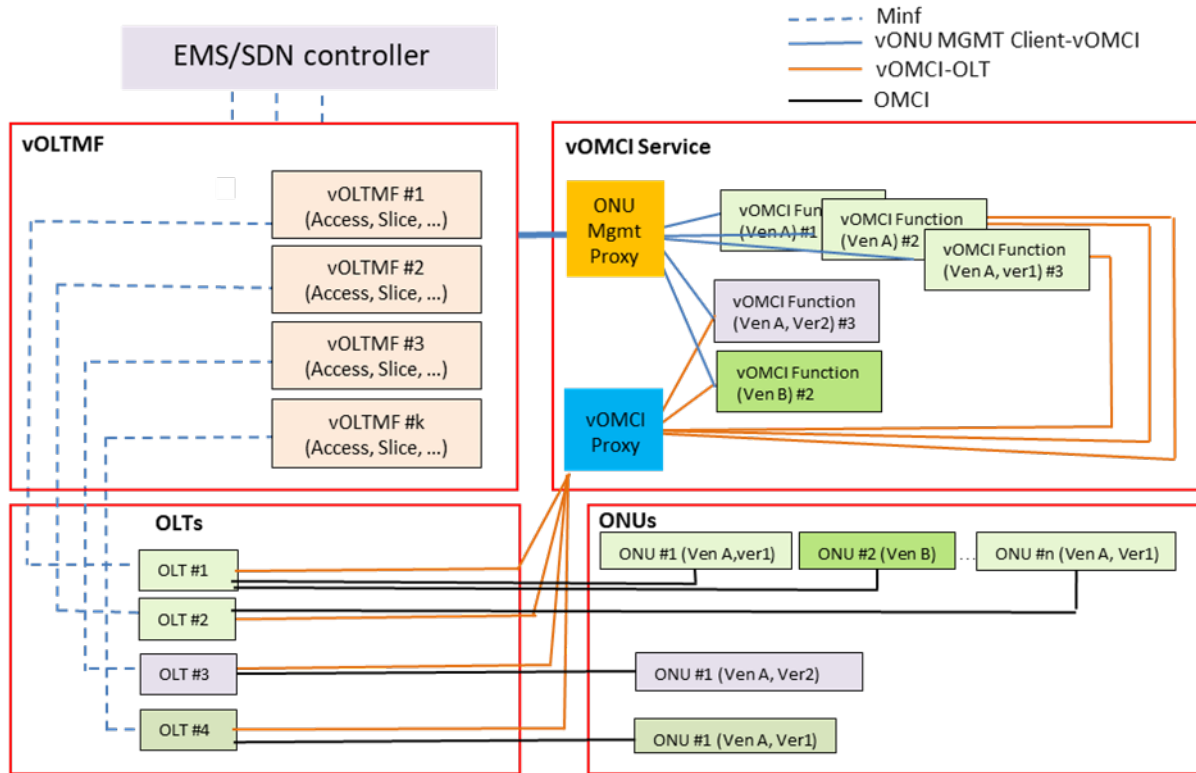 EMS/SDN controller
Minf
vONU MGMT Client-vOMCI
vOMCI-OLT
OMCI
vOLTMF
vOLTMF #1
(Access, Slice, ...)
vOLTMF #2
(Access, Slice, ...)
vOLTMF #3
(Access, Slice, ...)
vOLTMF #k
(Access, Slice, ...)
vOMCI Service
ONU
Mgmt
Proxy
vOMCI Func
(Ven A) #1
vOMCI Function
(Ven A) #2
vOMCI Function
(Ven A, ver1) #3
vOMCI Function
(Ven A, Ver2) #3
vOMCI Function
(Ven B) #2
vOMCI
Proxy
OLTs
OLT #1
OLT #2
OLT #3
OLT #4
ONUs
ONU #1 (Ven A,ver1)
ONU #2 (Ven B)
...
ONU #n (Ven A, Ver1)
ONU #1 (Ven A, Ver2)
ONU #1 (Ven A, Ver1)